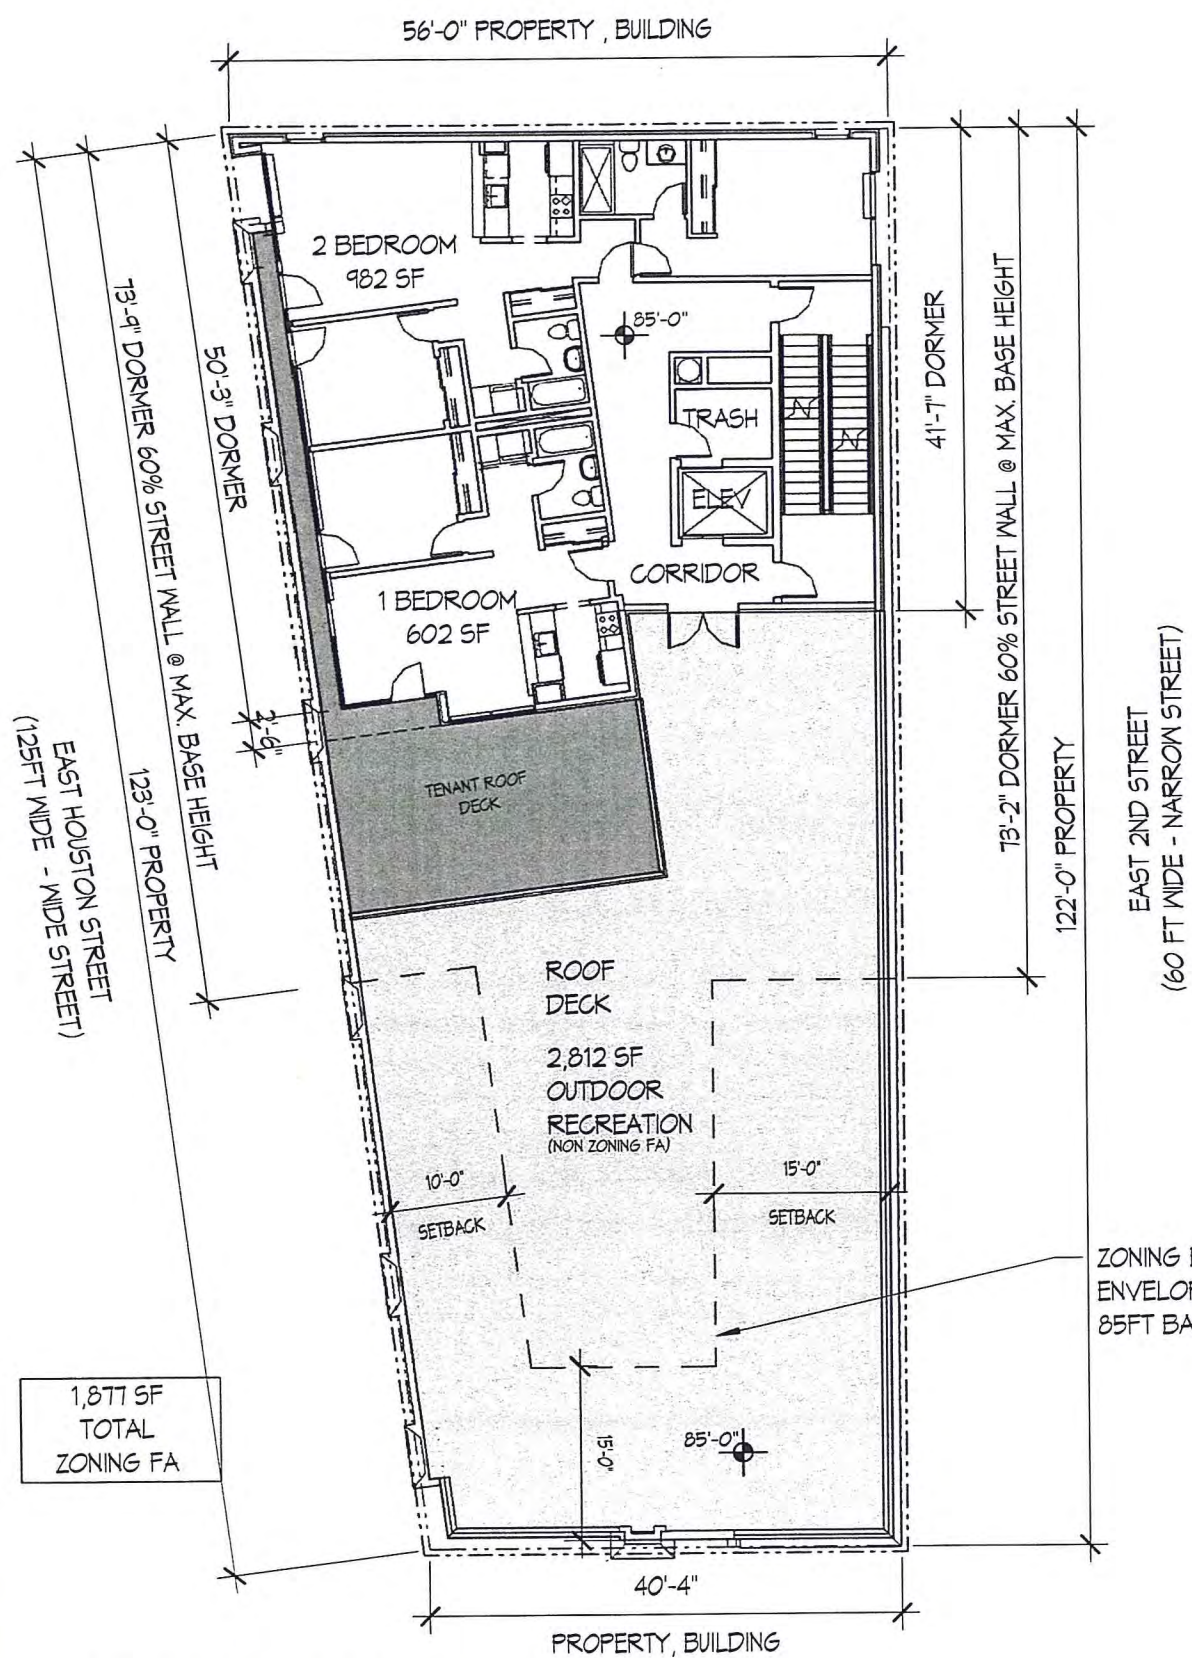 56'-0" PROPERTY , BUILDING
2 BEDROOM
982 SF
85'-0"
TRASH
ELEV
CORRIDOR
1 BEDROOM
602 SF
TENANT ROOF
DECK
50'-3" DORMER
2'-6"
73'-9" DORMER 60% STREET WALL @ MAX. BASE HEIGHT
123'-0" PROPERTY
EAST HOUSTON STREET
(125FT WIDE - WIDE STREET)
41'-7" DORMER
73'-2" DORMER 60% STREET WALL @ MAX. BASE HEIGHT
122'-0" PROPERTY
EAST 2ND STREET
(60 FT WIDE - NARROW STREET)
ROOF
DECK
2,812 SF
OUTDOOR
RECREATION
(NON ZONING FA)
10'-0"
SETBACK
15'-0"
SETBACK
ZONING
85FT
15'-0"
85'-0"
1,877 SF
TOTAL
ZONING FA
40'-4"
PROPERTY, BUILDING